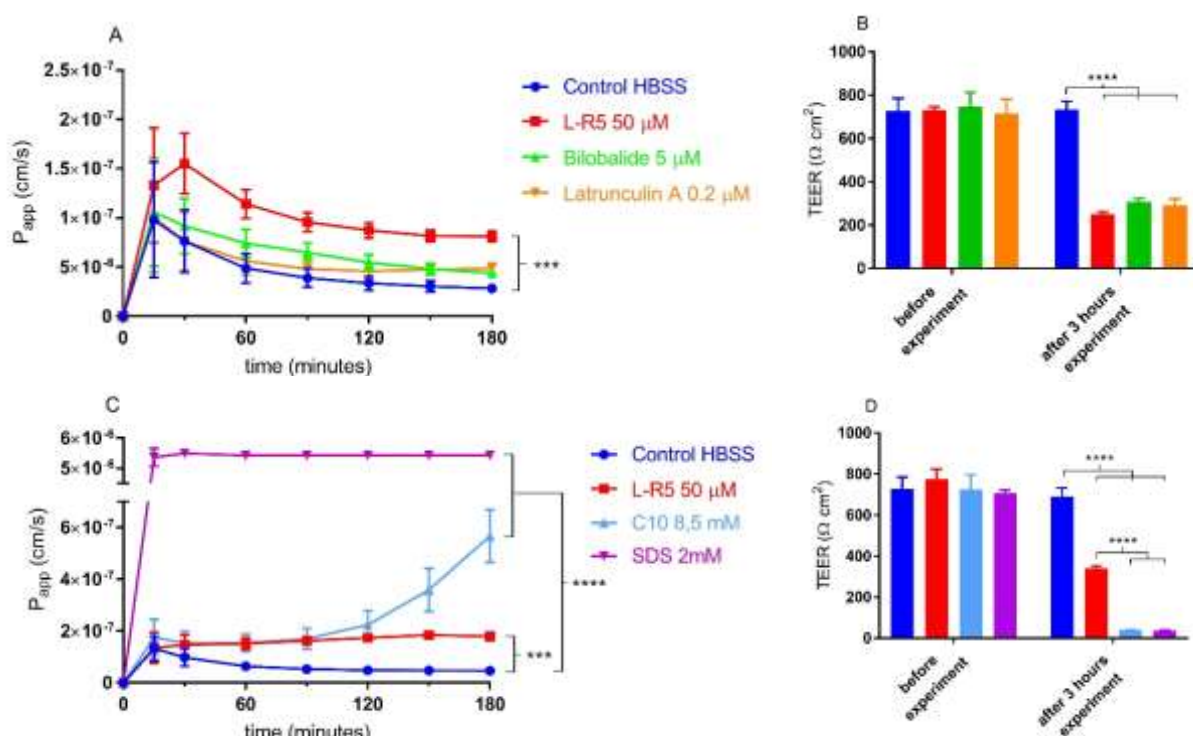 A
2.5×10⁻⁷
2×10⁻⁷
1.5×10⁻⁷
1×10⁻⁷
5×10⁻⁸
0
Papp (cm/s)
0 60 120 180
time (minutes)
Control HBSS
L-R5 50 μM
Bilobalide 5 μM
Latrunculin A 0.2 μM
***
B
1000
800
600
400
200
0
TEER (Ω cm²)
****
before
experiment
after 3 hours
experiment
C
6×10⁻⁶
5×10⁻⁶
6×10⁻⁷
4×10⁻⁷
2×10⁻⁷
0
Papp (cm/s)
0 60 120 180
time (minutes)
Control HBSS
L-R5 50 μM
C10 8,5 mM
SDS 2mM
***
****
D
1000
800
600
400
200
0
TEER (Ω cm²)
****
****
before
experiment
after 3 hours
experiment